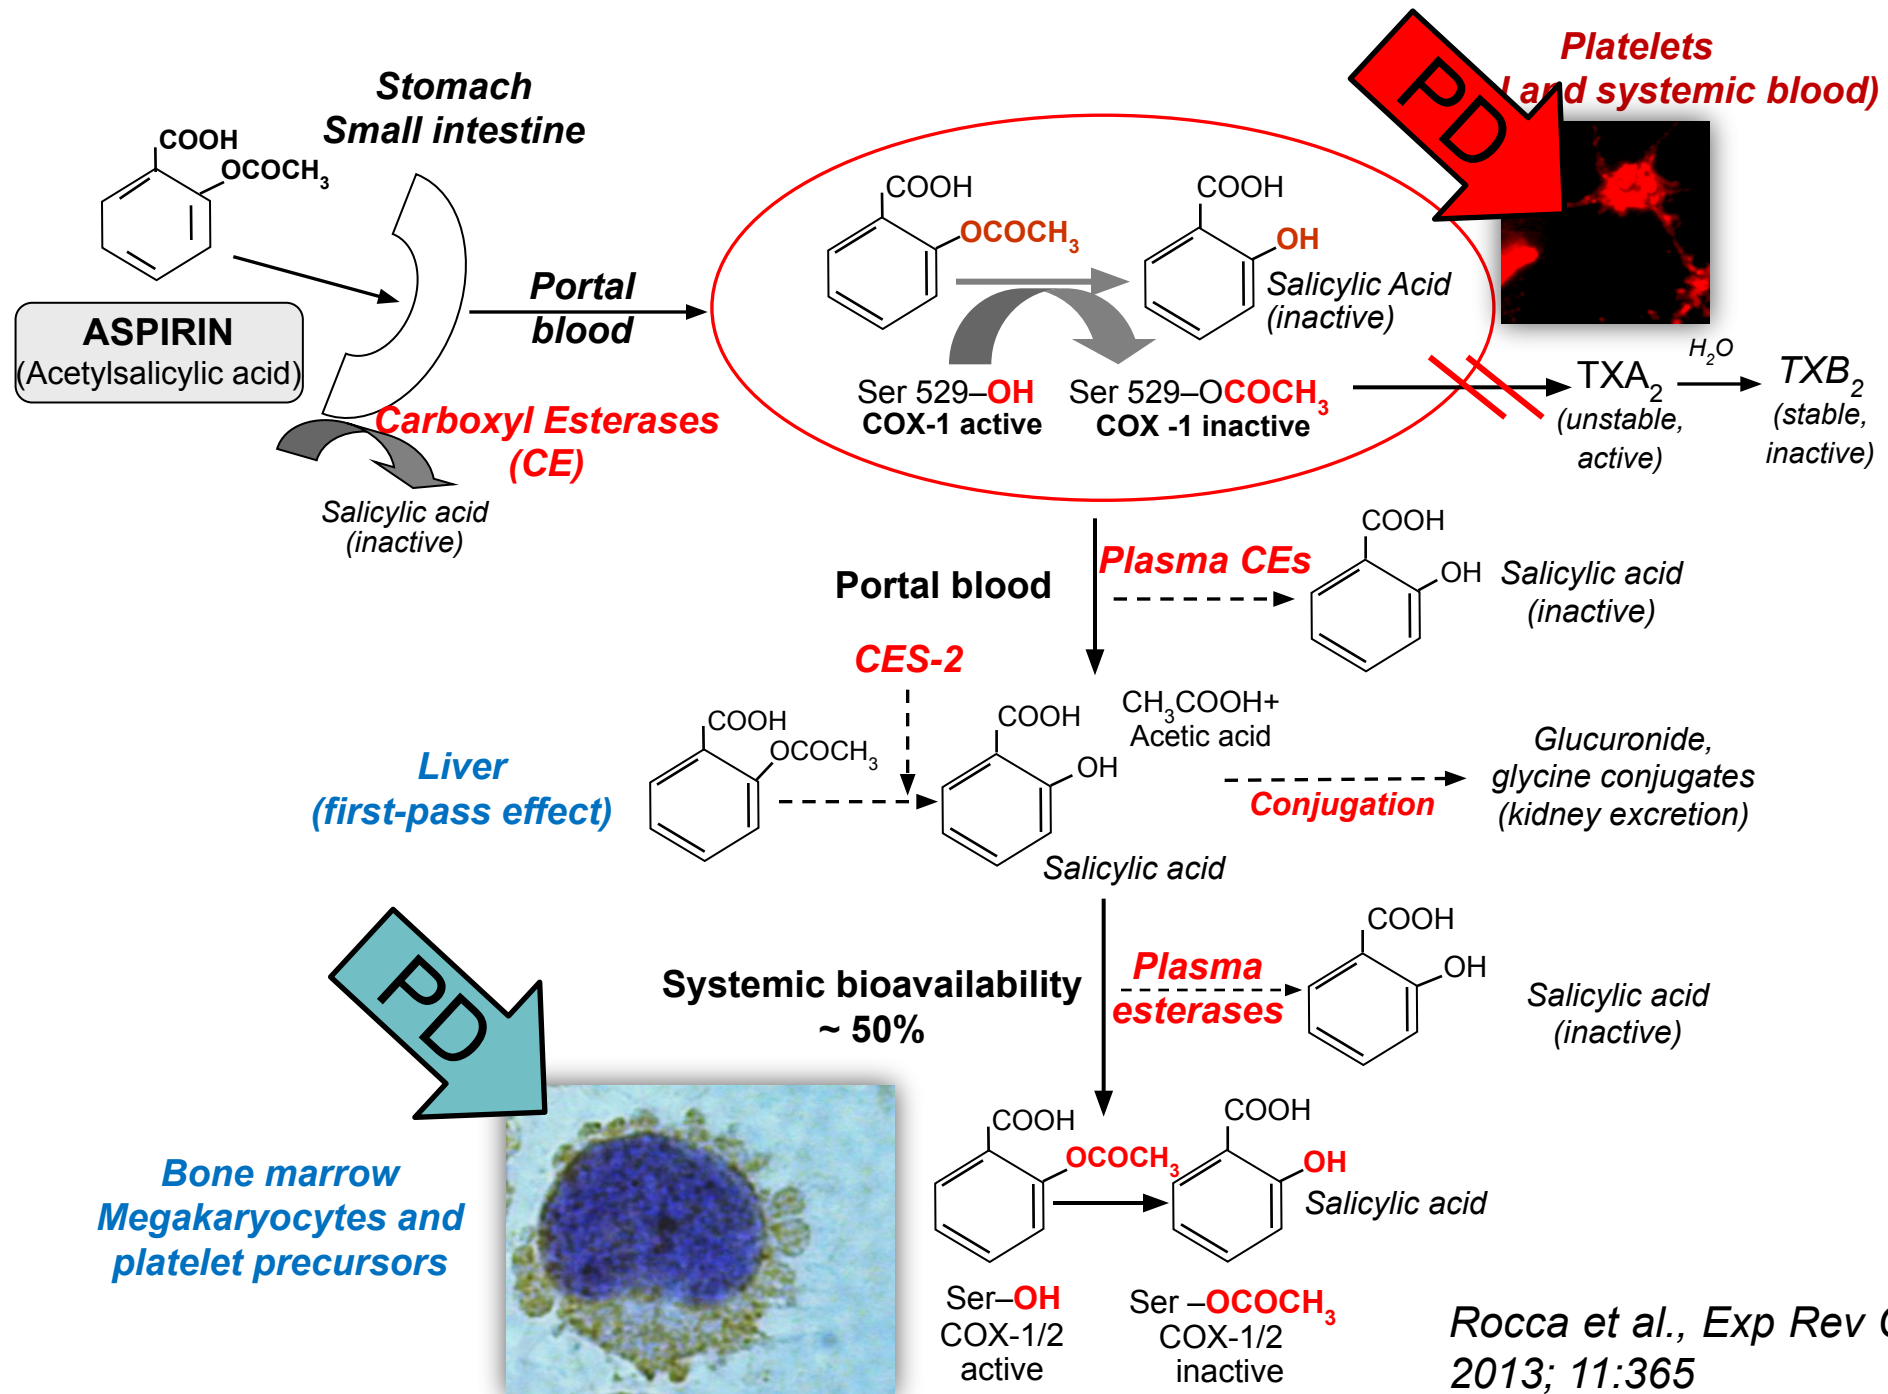 Platelets
and systemic blood)
PD
Stomach
Small intestine
COOH
OCOCH3
ASPIRIN
(Acetylsalicylic acid)
Portal
blood
Carboxyl Esterases
(CE)
Salicylic acid
(inactive)
COOH
OCOCH3
COOH
OH
Salicylic Acid
(inactive)
Ser 529–OH
COX-1 active
Ser 529–OCOCH3
COX -1 inactive
TXA2
(unstable,
active)
H2O
TXB2
(stable,
inactive)
Portal blood
Plasma CEs
COOH
OH
Salicylic acid
(inactive)
CES-2
Liver
(first-pass effect)
COOH
OCOCH3
COOH
OH
Salicylic acid
CH3COOH+
Acetic acid
Conjugation
Glucuronide,
glycine conjugates
(kidney excretion)
PD
Systemic bioavailability
~ 50%
Plasma
esterases
COOH
OH
Salicylic acid
(inactive)
Bone marrow
Megakaryocytes and
platelet precursors
COOH
OCOCH3
COOH
OH
Salicylic acid
Ser–OH
COX-1/2
active
Ser –OCOCH3
COX-1/2
inactive
Rocca et al., Exp Rev
2013; 11:365